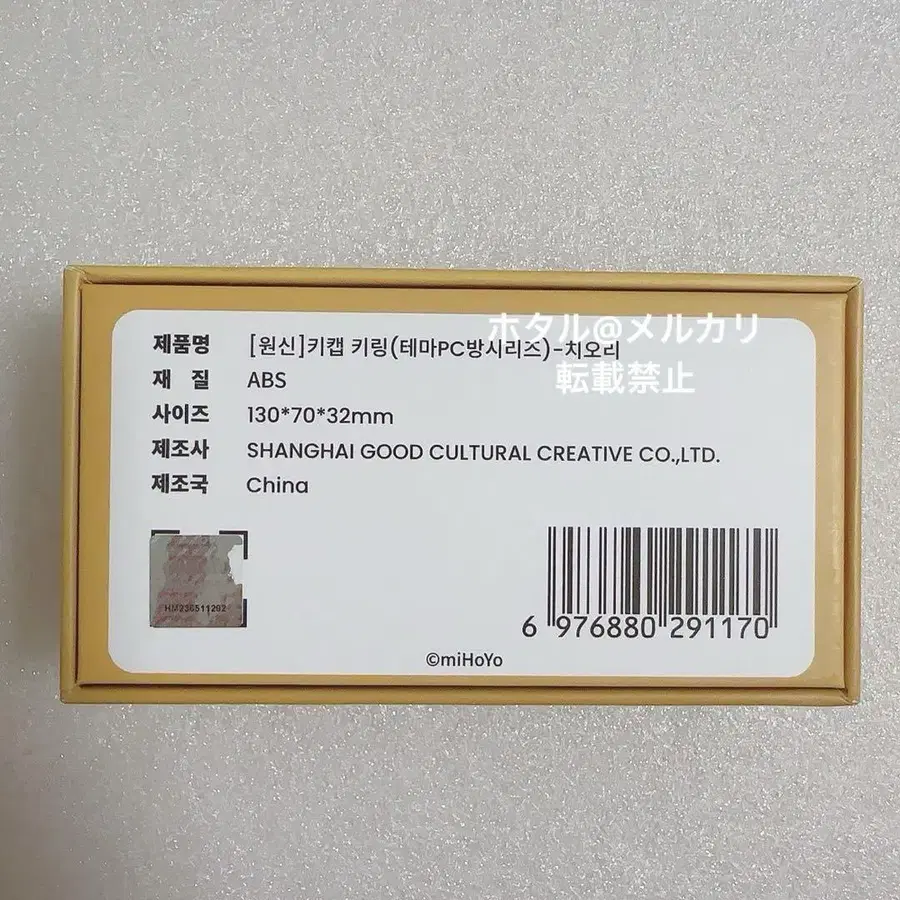 ホタル@メルカリ
転載禁止
제품명 [원신]키캡 키링(테마PC방시리즈)-치오리
재 질 ABS
사이즈 130*70*32mm
제조사 SHANGHAI GOOD CULTURAL CREATIVE CO.,LTD.
제조국 China
HM236511202
6 976880 291170
©miHoYo